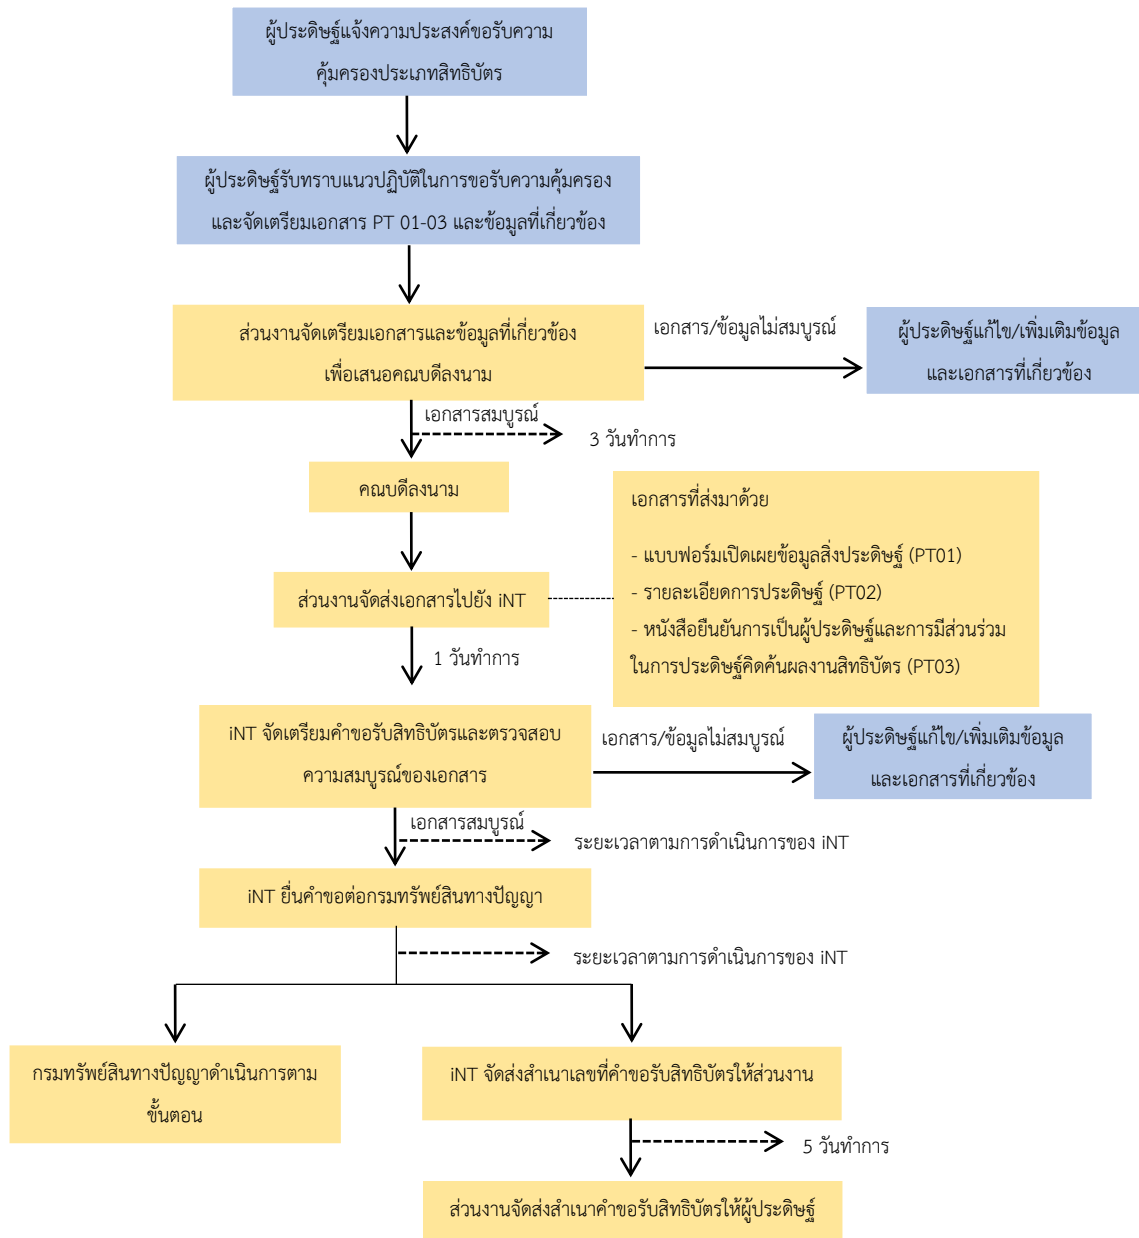 ผู้ประดิษฐ์แจ้งความประสงค์ขอรับความ
คุ้มครองประเภทสิทธิบัตร
ผู้ประดิษฐ์รับทราบแนวปฏิบัติในการขอรับความคุ้มครอง
และจัดเตรียมเอกสาร PT 01-03 และข้อมูลที่เกี่ยวข้อง
ส่วนงานจัดเตรียมเอกสารและข้อมูลที่เกี่ยวข้อง
เพื่อเสนอคณบดีลงนาม
เอกสาร/ข้อมูลไม่สมบูรณ์
ผู้ประดิษฐ์แก้ไข/เพิ่มเติมข้อมูล
และเอกสารที่เกี่ยวข้อง
เอกสารสมบูรณ์
3 วันทำการ
คณบดีลงนาม
เอกสารที่ส่งมาด้วย
- แบบฟอร์มเปิดเผยข้อมูลสิ่งประดิษฐ์ (PT01)
- รายละเอียดการประดิษฐ์ (PT02)
- หนังสือยืนยันการเป็นผู้ประดิษฐ์และการมีส่วนร่วม
ในการประดิษฐ์คิดค้นผลงานสิทธิบัตร (PT03)
ส่วนงานจัดส่งเอกสารไปยัง iNT
1 วันทำการ
iNT จัดเตรียมคำขอรับสิทธิบัตรและตรวจสอบ
ความสมบูรณ์ของเอกสาร
เอกสาร/ข้อมูลไม่สมบูรณ์
ผู้ประดิษฐ์แก้ไข/เพิ่มเติมข้อมูล
และเอกสารที่เกี่ยวข้อง
เอกสารสมบูรณ์
ระยะเวลาตามการดำเนินการของ iNT
iNT ยื่นคำขอต่อกรมทรัพย์สินทางปัญญา
ระยะเวลาตามการดำเนินการของ iNT
กรมทรัพย์สินทางปัญญาดำเนินการตาม
ขั้นตอน
iNT จัดส่งสำเนาเลขที่คำขอรับสิทธิบัตรให้ส่วนงาน
5 วันทำการ
ส่วนงานจัดส่งสำเนาคำขอรับสิทธิบัตรให้ผู้ประดิษฐ์